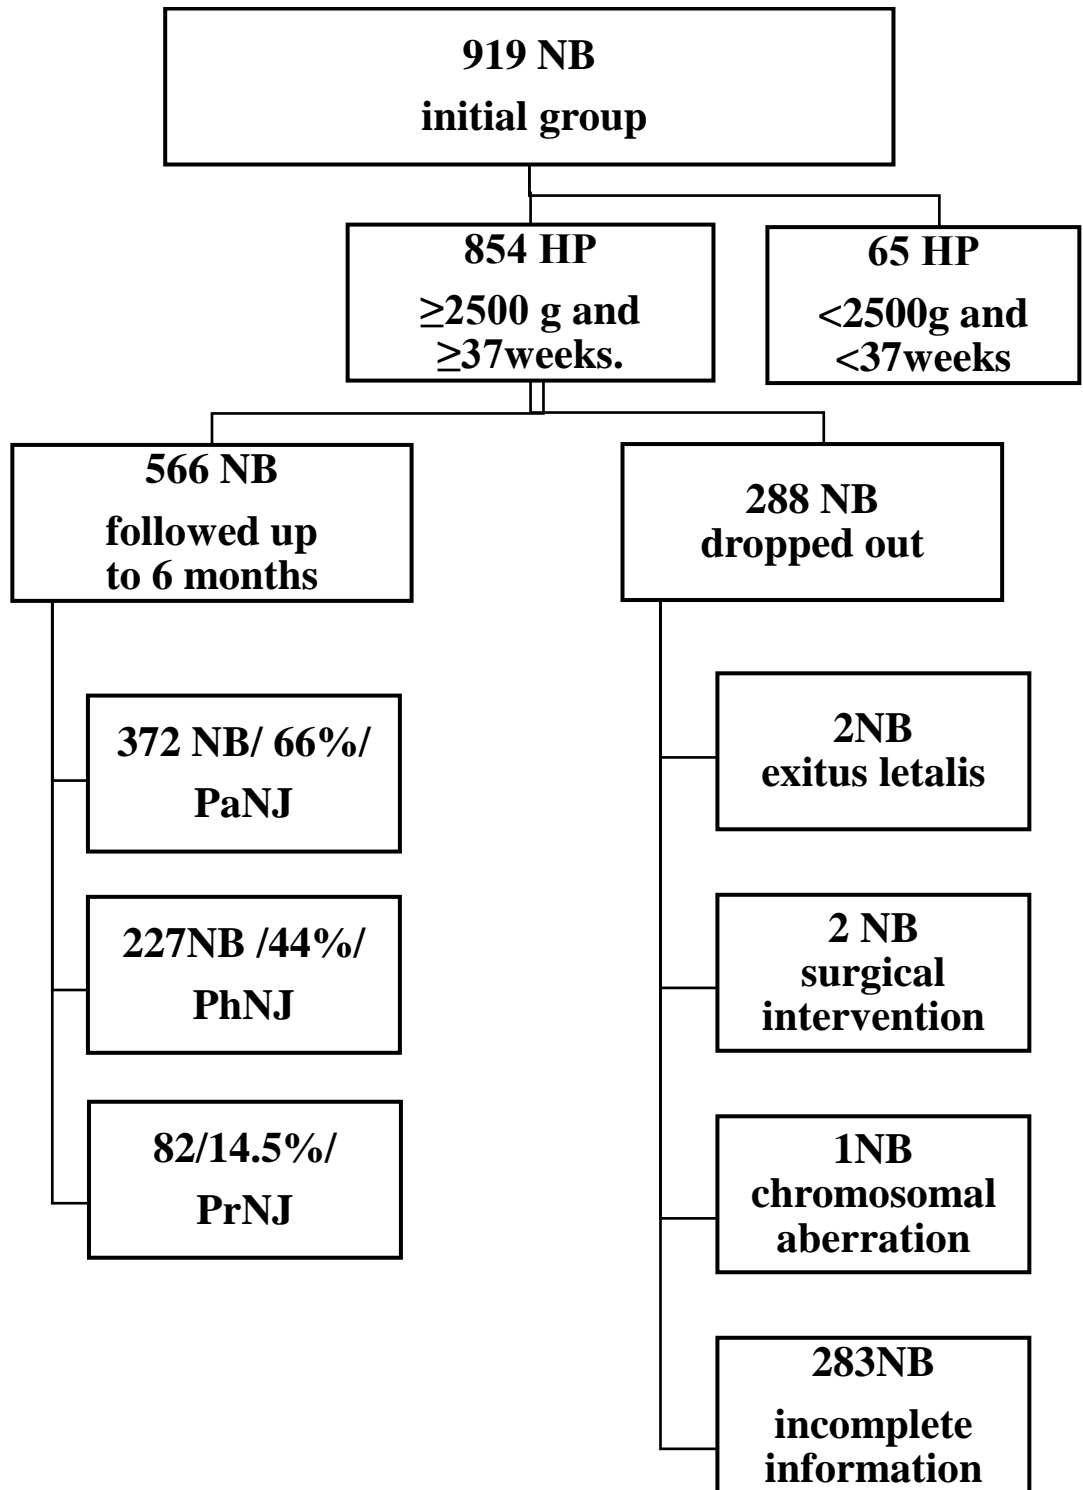 919 NB
initial group
854 HP
≥2500 g and
≥37weeks.
65 HP
<2500g and
<37weeks
566 NB
followed up
to 6 months
288 NB
dropped out
372 NB/ 66%/
PaNJ
227NB /44%/
PhNJ
82/14.5%/
PrNJ
2NB
exitus letalis
2 NB
surgical
intervention
1NB
chromosomal
aberration
283NB
incomplete
information